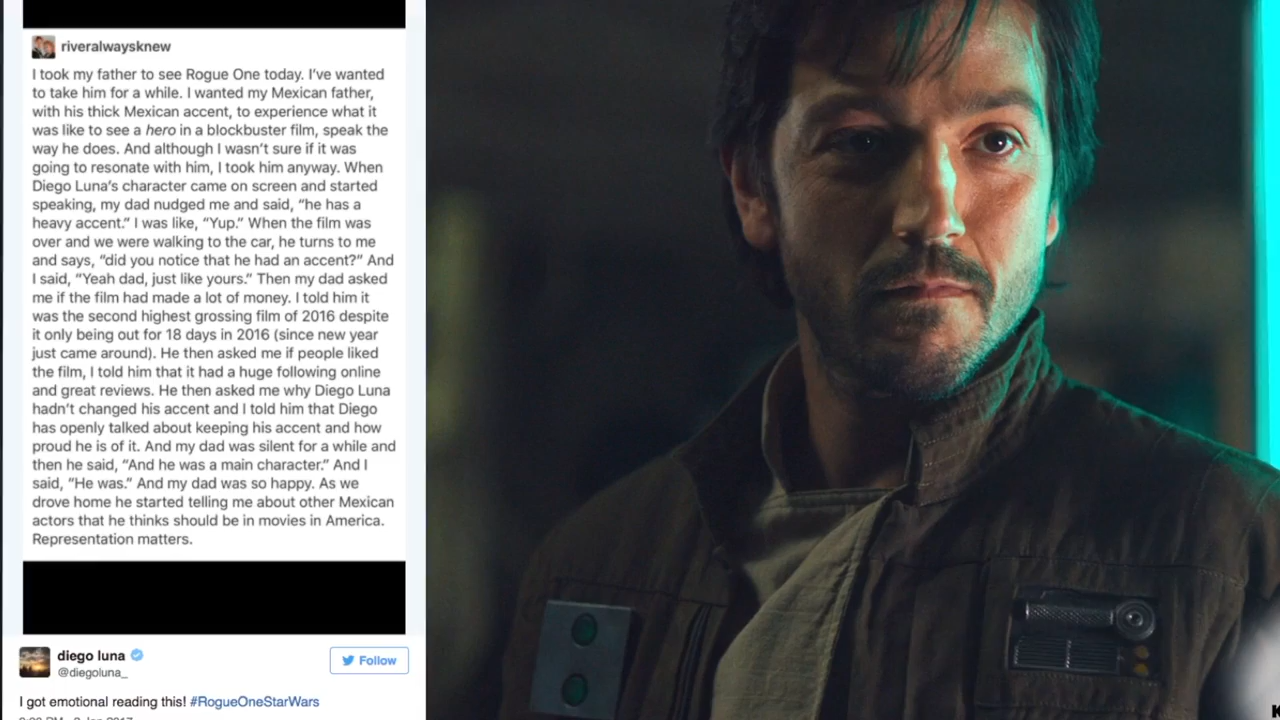 riveralwaysknew
I took my father to see Rogue One today. I've wanted
to take him for a while. I wanted my Mexican father,
with his thick Mexican accent, to experience what it
was like to see a hero in a blockbuster film, speak the
way he does. And although I wasn't sure if it was
going to resonate with him, I took him anyway. When
Diego Luna's character came on screen and started
speaking, my dad nudged me and said, “he has a
heavy accent.” I was like, “Yup.” When the film was
over and we were walking to the car, he turns to me
and says, “did you notice that he had an accent?” And
I said, “Yeah dad, just like yours.” Then my dad asked
me if the film had made a lot of money. I told him it
was the second highest grossing film of 2016 despite
it only being out for 18 days in 2016 (since new year
just came around). He then asked me if people liked
the film, I told him that it had a huge following online
and great reviews. He then asked me why Diego Luna
hadn't changed his accent and I told him that Diego
has openly talked about keeping his accent and how
proud he is of it. And my dad was silent for a while and
then he said, “And he was a main character.” And I
said, “He was.” And my dad was so happy. As we
drove home he started telling me about other Mexican
actors that he thinks should be in movies in America.
Representation matters.
diego luna
@diegoluna_
Follow
I got emotional reading this! #RogueOneStarWars